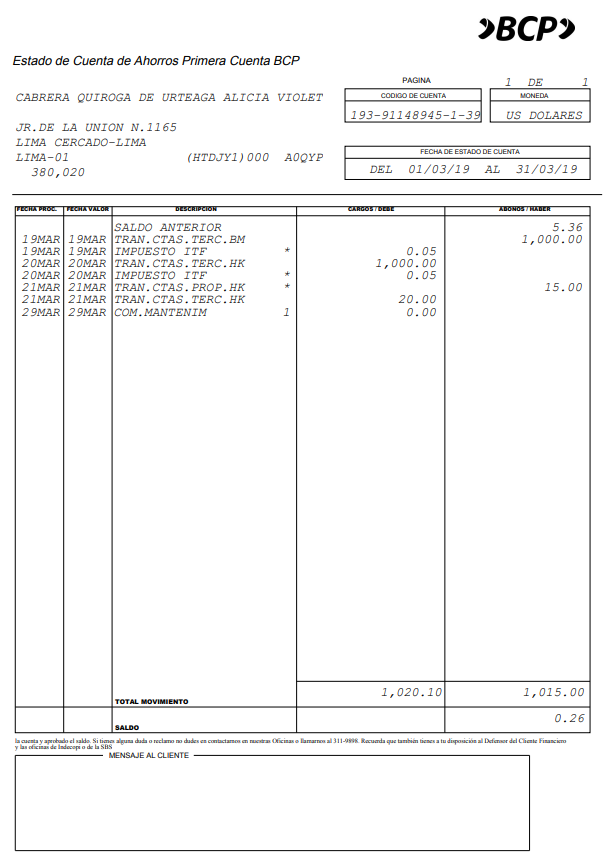 BCP
Estado de Cuenta de Ahorros Primera Cuenta BCP
PAGINA 1 DE 1
CABRERA QUIROGA DE URTEAGA ALICIA VIOLET
CODIGO DE CUENTA MONEDA
193-91148945-1-39 US DOLARES
JR.DE LA UNION N.1165
LIMA CERCADO-LIMA
LIMA-01 (HTDJY1)000 A0QYP
380,020
FECHA DE ESTADO DE CUENTA
DEL 01/03/19 AL 31/03/19
FECHA PROC. FECHA VALOR DESCRIPCION CARGOS / DEBE ABONOS / HABER
SALDO ANTERIOR 5.36
19MAR 19MAR TRAN.CTAS.TERC.BM 1,000.00
19MAR 19MAR IMPUESTO ITF * 0.05
20MAR 20MAR TRAN.CTAS.TERC.HK 1,000.00
20MAR 20MAR IMPUESTO ITF * 0.05
21MAR 21MAR TRAN.CTAS.PROP.HK * 15.00
21MAR 21MAR TRAN.CTAS.TERC.HK 20.00
29MAR 29MAR COM.MANTENIM 1 0.00
TOTAL MOVIMIENTO 1,020.10 1,015.00
SALDO 0.26
la cuenta y aprobado el saldo. Si tienes alguna duda o reclamo no dudes en contactarnos en nuestras Oficinas o llamarnos al 311-9898. Recuerda que también tienes a tu disposición al Defensor del Cliente Financiero
y las oficinas de Indecopi o de la SBS
MENSAJE AL CLIENTE